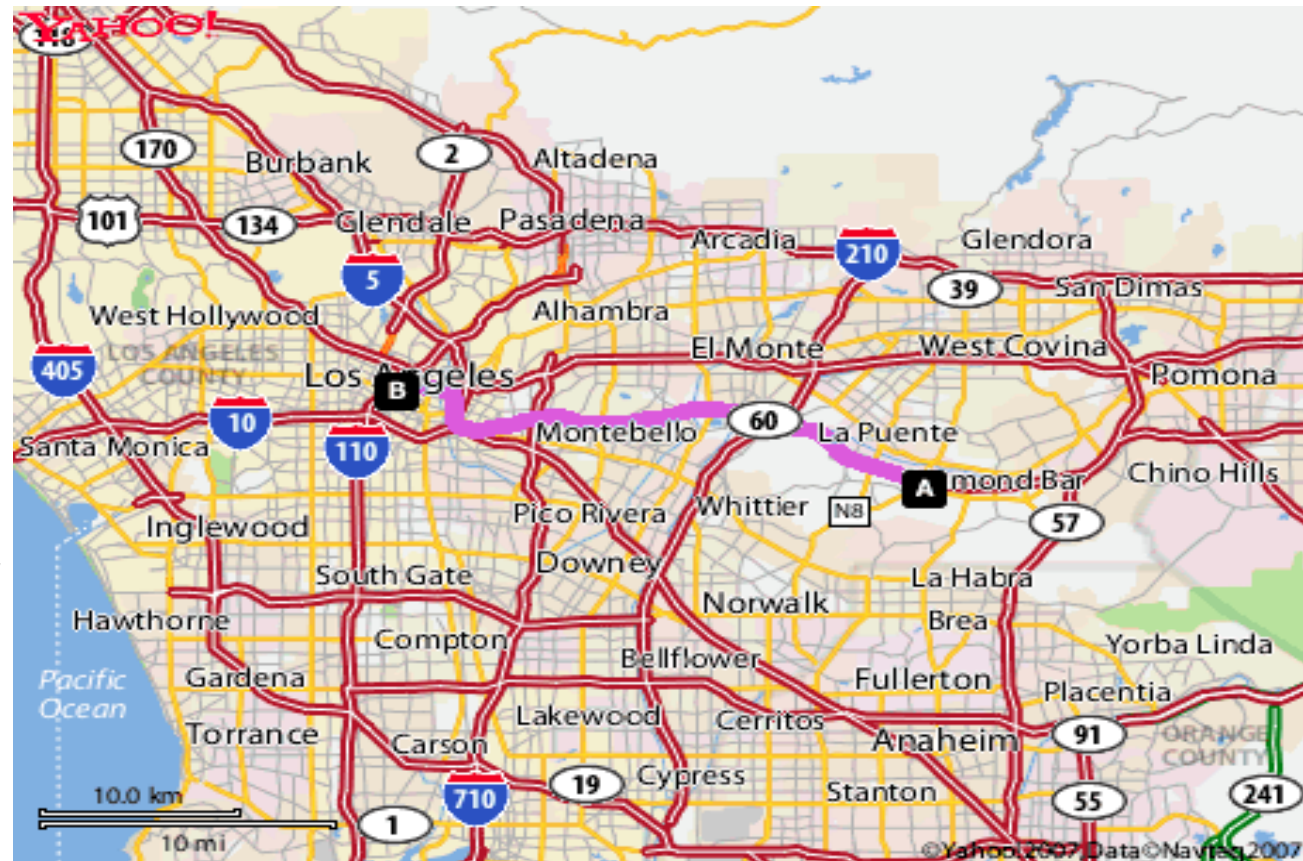 YAHOO!
118
170
Burbank
2
Altadena
101
134
Glendale
Pasadena
Arcadia
210
Glendora
5
39
San Dimas
West Hollywood
Alhambra
LOS ANGELES
COUNTY
El Monte
West Covina
405
Los Angeles
B
Pomona
10
60
Santa Monica
110
Montebello
La Puente
Chino Hills
A
mond Bar
Whittier
N8
Pico Rivera
57
Inglewood
Downey
South Gate
La Habra
Hawthorne
Norwalk
Brea
Compton
Yorba Linda
Bellflower
Pacific
Ocean
Gardena
Fullerton
Placentia
Lakewood
Cerritos
Torrance
Carson
Anaheim
91
ORANGE
COUNTY
Cypress
19
710
Stanton
10.0 km
55
241
1
10 mi
©Yahoo 2007 Data©Navteq 2007